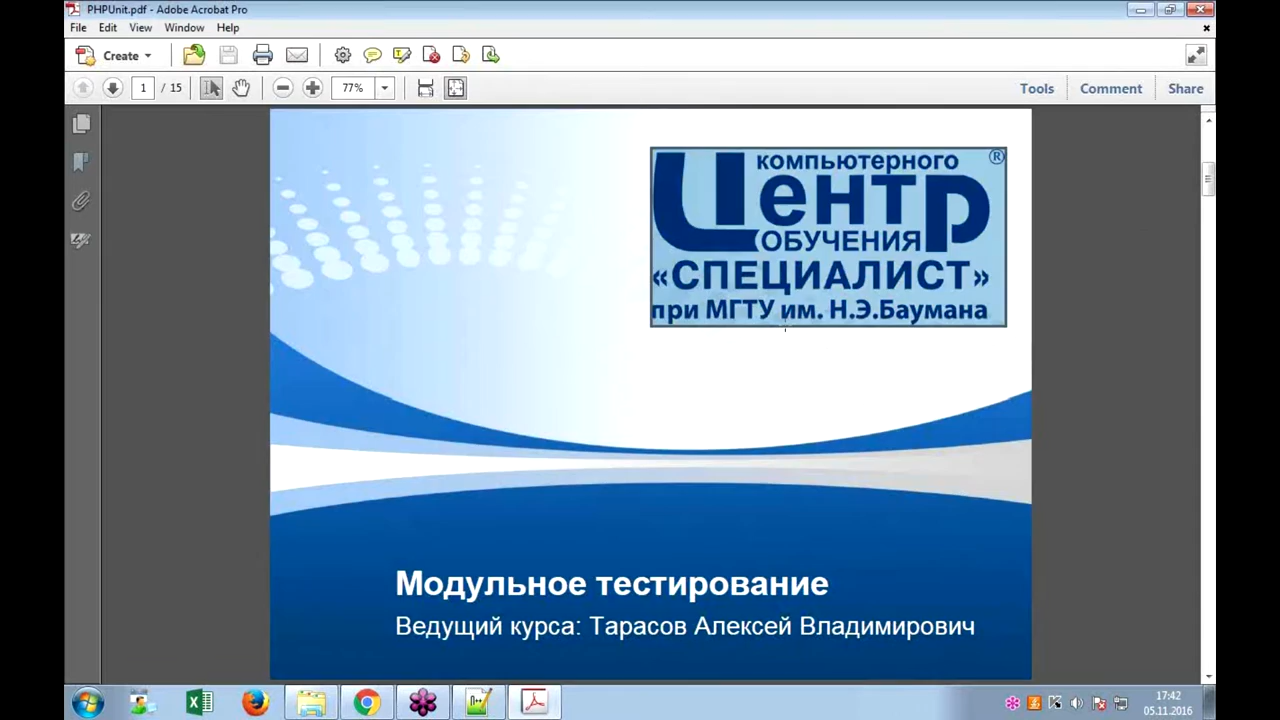 PHPUnit.pdf - Adobe Acrobat Pro
File Edit View Window Help
Create
1 / 15 77% Tools Comment Share
компьютерного ®
Центр
ОБУЧЕНИЯ
«СПЕЦИАЛИСТ»
при МГТУ им. Н.Э.Баумана
Модульное тестирование
Ведущий курса: Тарасов Алексей Владимирович
17:42
05.11.2016